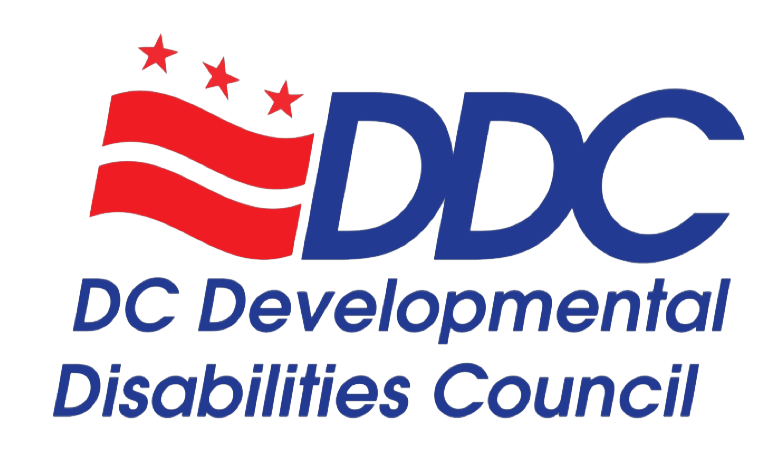 DDC
DC Developmental
Disabilities Council